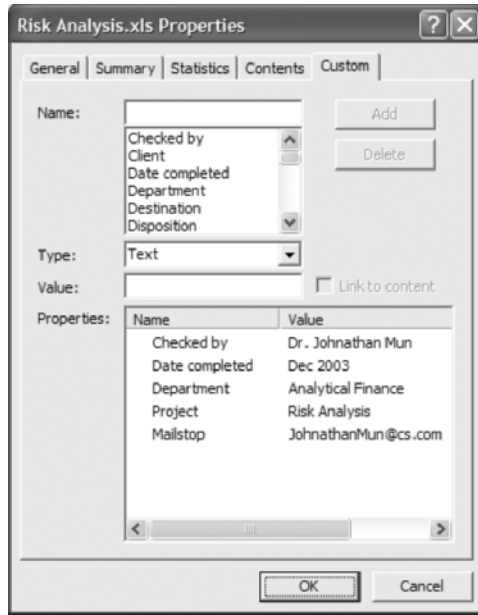 Risk Analysis.xls Properties
General Summary Statistics Contents Custom
Name: Add
Checked by
Client
Date completed
Department
Destination
Disposition
Delete
Type: Text
Value: Link to content
Properties: Name Value
Checked by Dr. Johnathan Mun
Date completed Dec 2003
Department Analytical Finance
Project Risk Analysis
Mailstop JohnathanMun@cs.com
OK Cancel